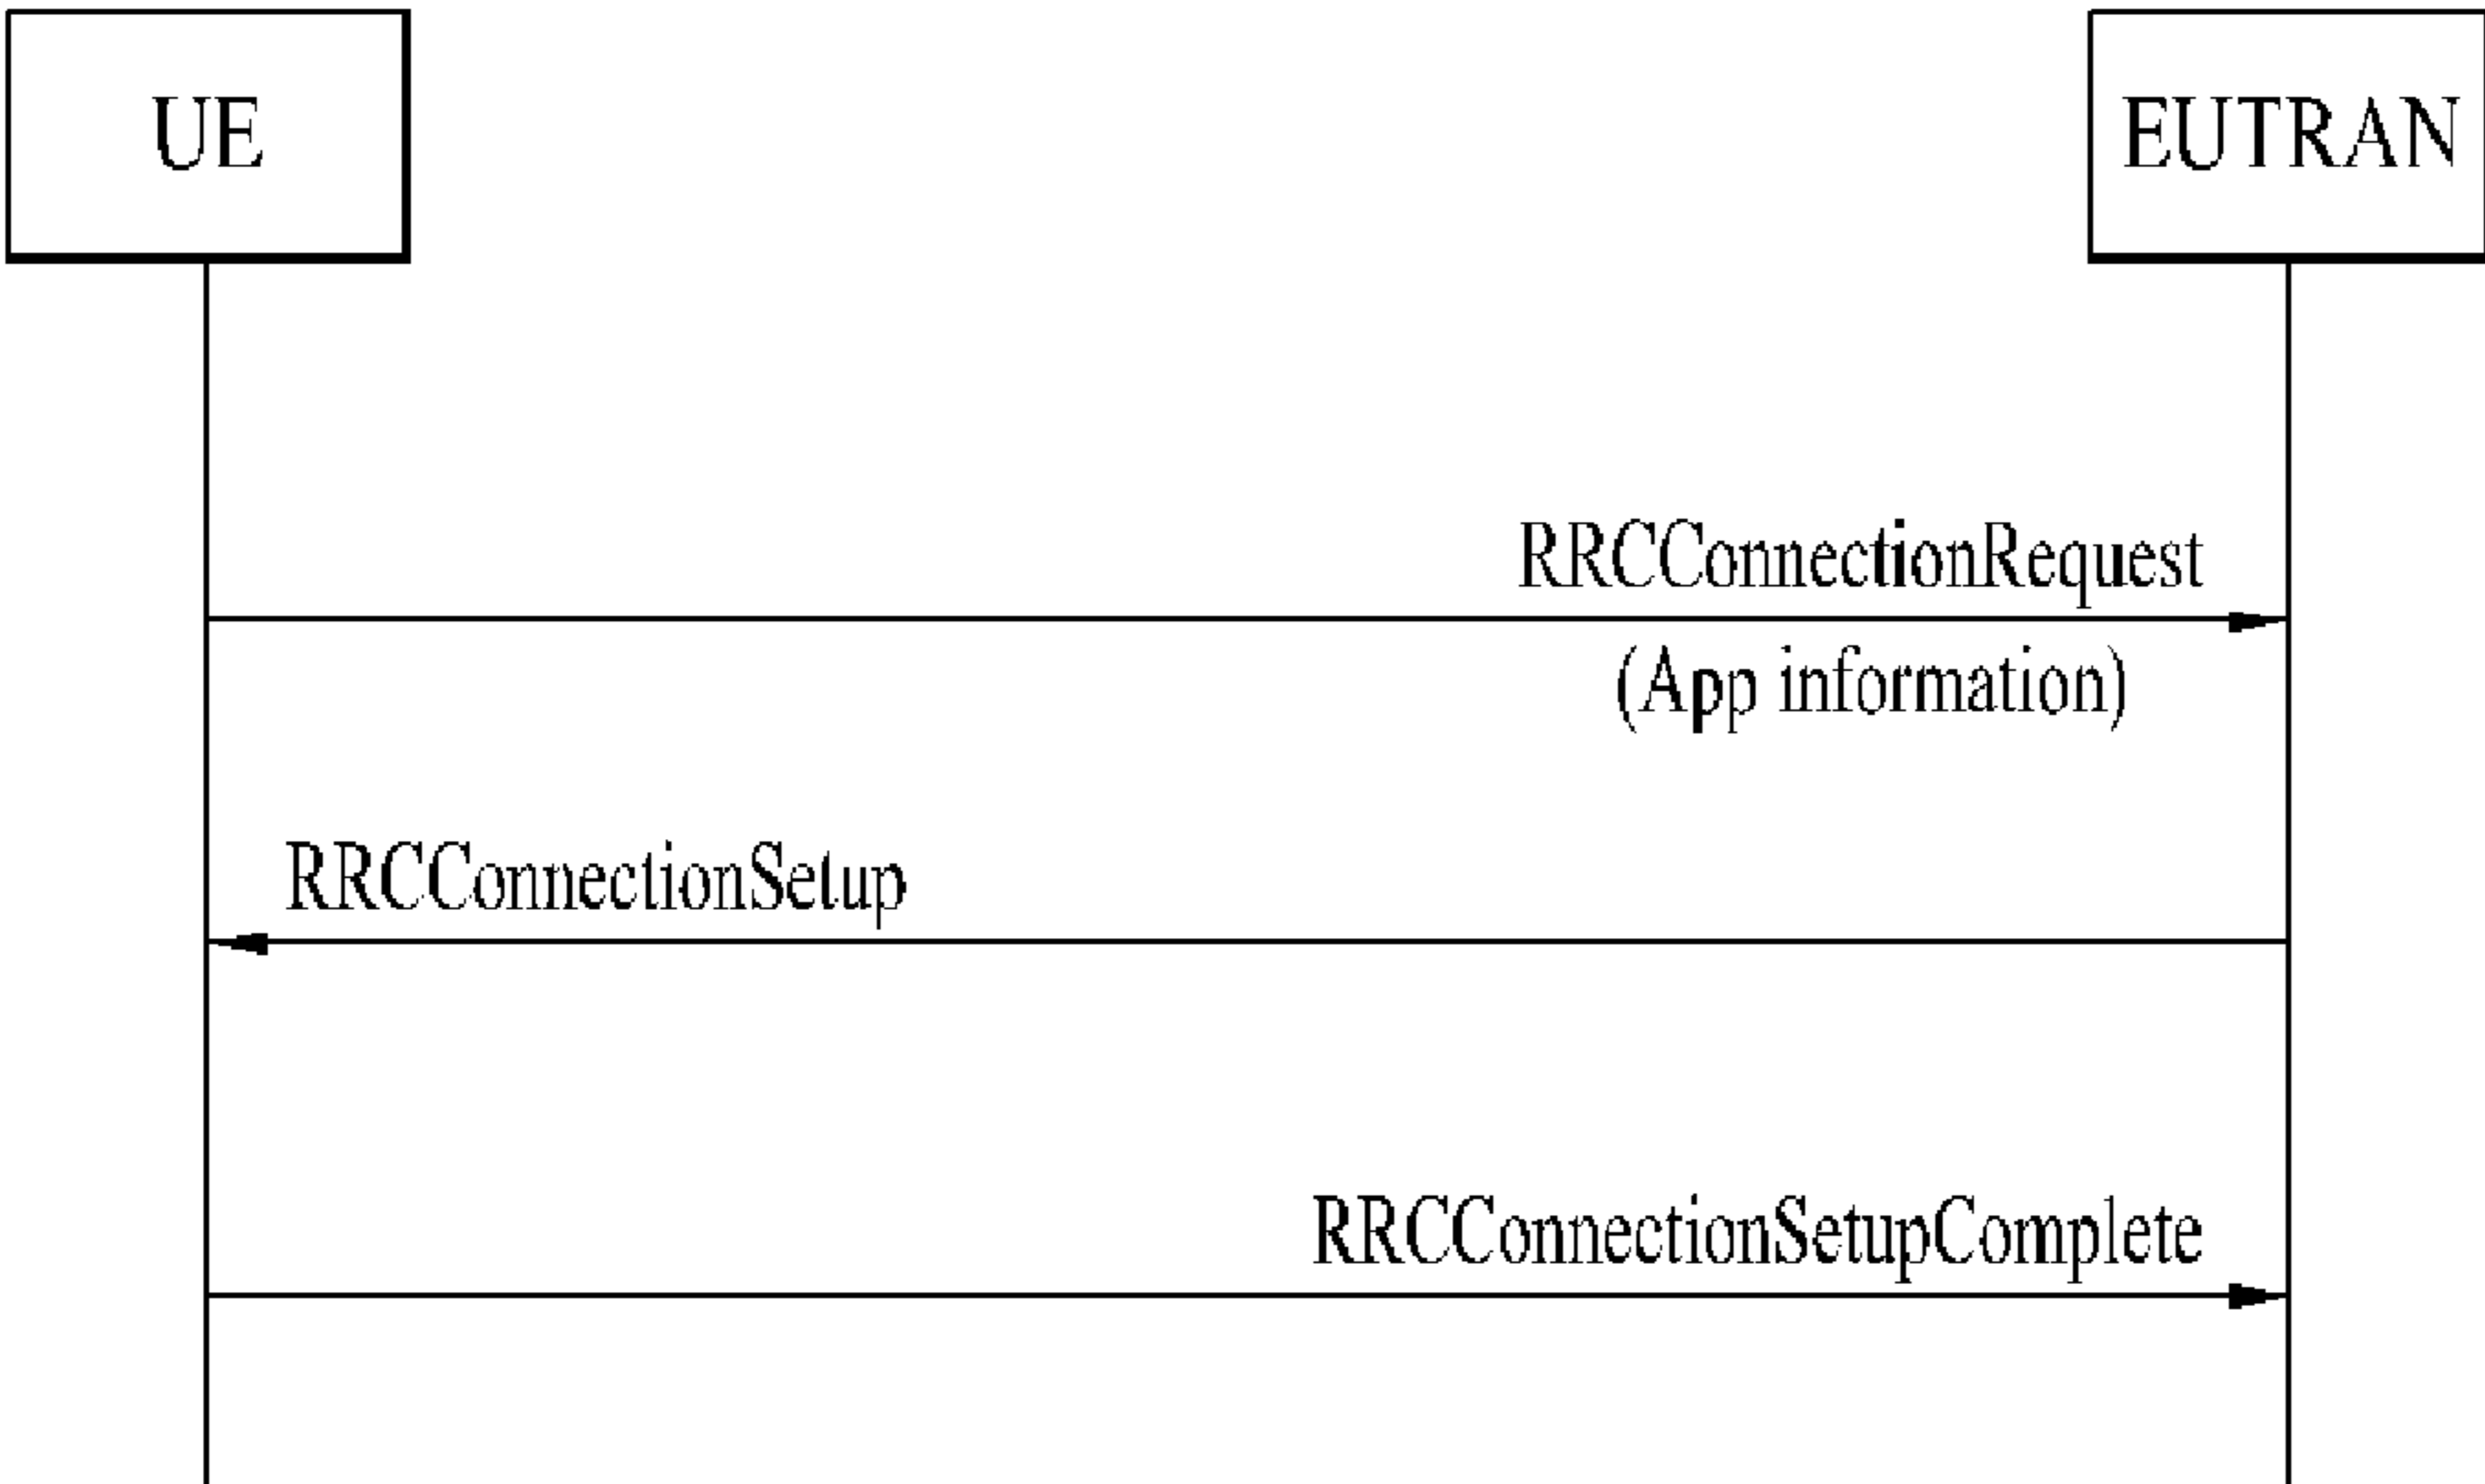 UE
EUTRAN
RRCConnectionRequest
(App information)
RRCConnectionSetup
RRCConnectionSetupComplete